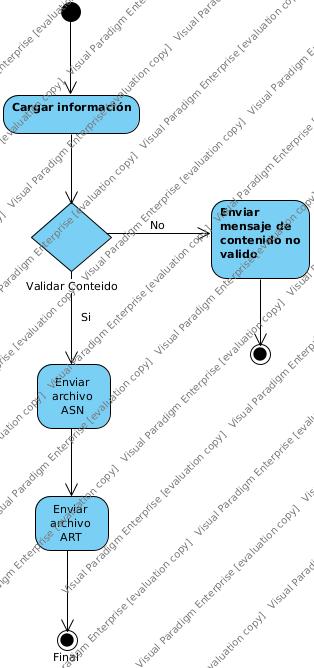 Cargar información
No
Enviar
mensaje de
contenido no
valido
Validar Conteido
Si
Enviar
archivo
ASN
Enviar
archivo
ART
Final
Visual Paradigm Enterprise [evaluation copy]